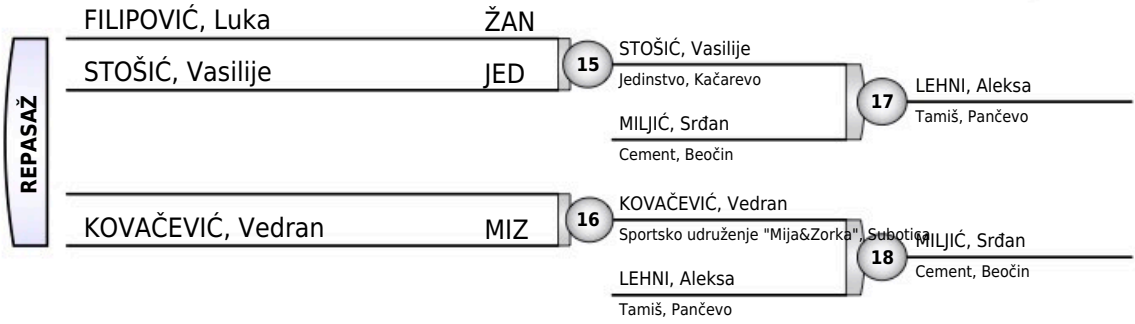 FILIPOVIĆ, Luka ŽAN
STOŠIĆ, Vasilije JED
REPASAŽ
15
STOŠIĆ, Vasilije
Jedinstvo, Kačarevo
MILJIĆ, Srđan
Cement, Beočin
17
LEHNI, Aleksa
Tamiš, Pančevo
KOVAČEVIĆ, Vedran MIZ
16
KOVAČEVIĆ, Vedran
Sportsko udruženje "Mija&Zorka", Subotica
LEHNI, Aleksa
Tamiš, Pančevo
18
MILJIĆ, Srđan
Cement, Beočin